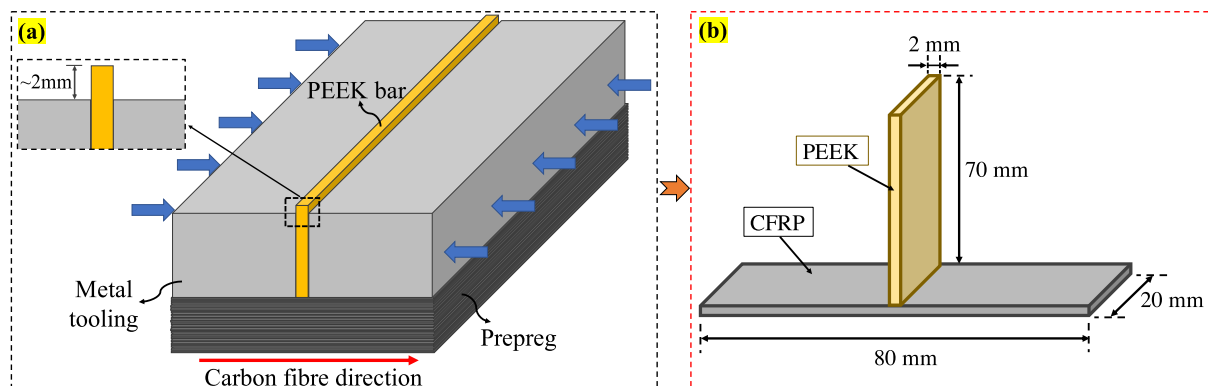 (a)
~2mm
PEEK bar
Metal
tooling
Prepreg
Carbon fibre direction
(b)
2 mm
PEEK
70 mm
CFRP
20 mm
80 mm